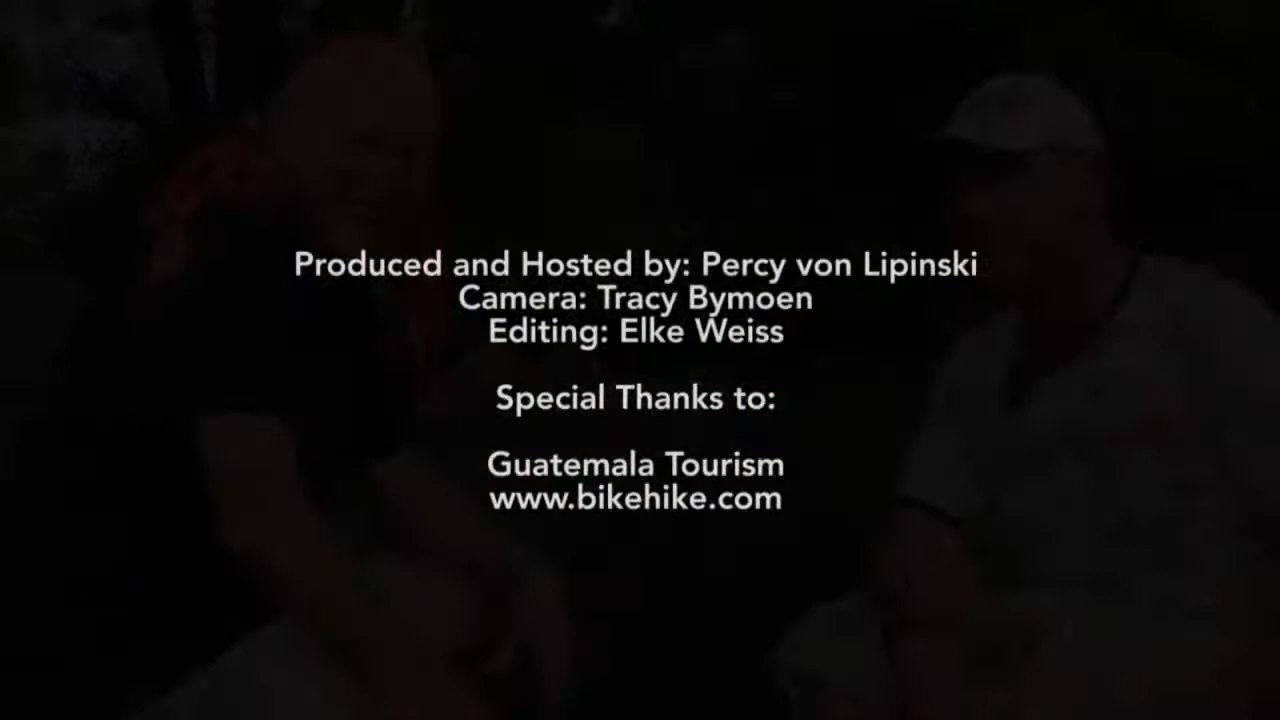 Produced and Hosted by: Percy von Lipinski
Camera: Tracy Bymoen
Editing: Elke Weiss
Special Thanks to:
Guatemala Tourism
www.bikehike.com